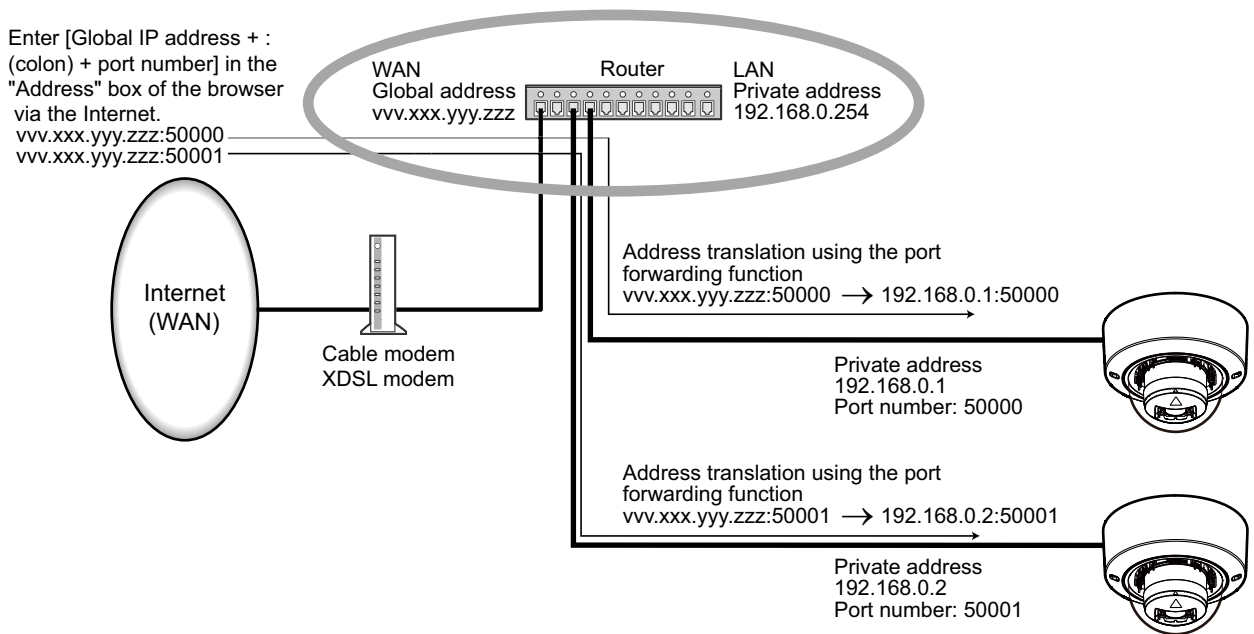 Enter [Global IP address + :
(colon) + port number] in the
"Address" box of the browser
via the Internet.
vvv.xxx.yyy.zzz:50000
vvv.xxx.yyy.zzz:50001
WAN
Global address
vvv.xxx.yyy.zzz
Router
LAN
Private address
192.168.0.254
Internet
(WAN)
Cable modem
XDSL modem
Address translation using the port
forwarding function
vvv.xxx.yyy.zzz:50000 → 192.168.0.1:50000
Private address
192.168.0.1
Port number: 50000
Address translation using the port
forwarding function
vvv.xxx.yyy.zzz:50001 → 192.168.0.2:50001
Private address
192.168.0.2
Port number: 50001